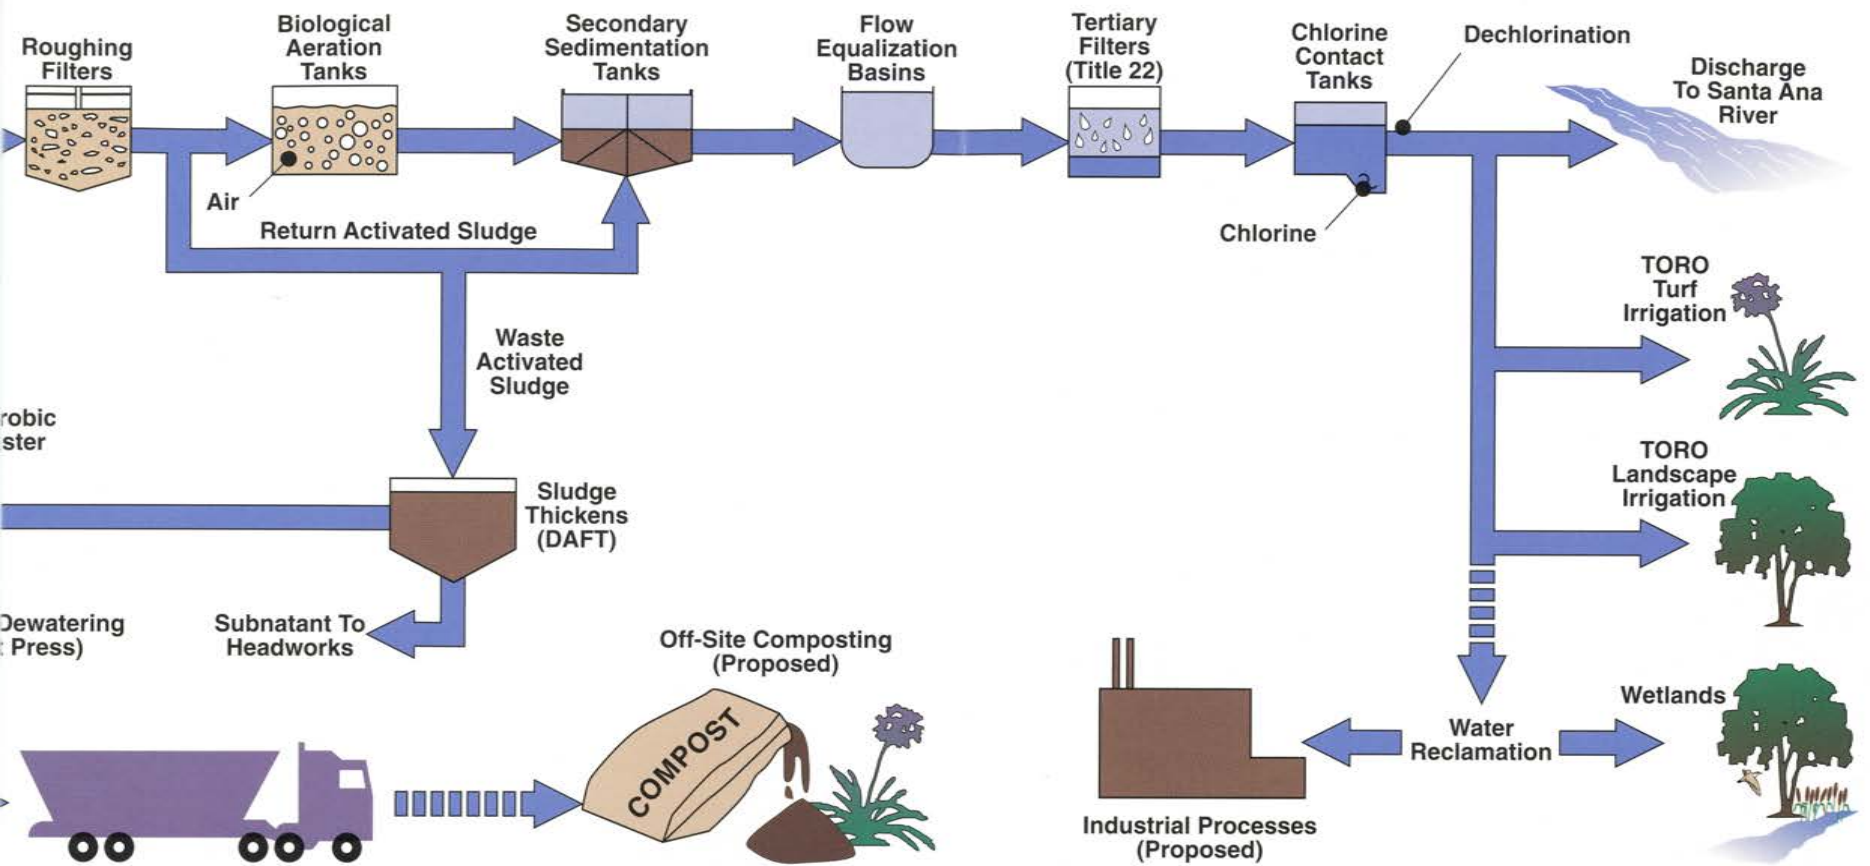 Roughing
Filters
Biological
Aeration
Tanks
Secondary
Sedimentation
Tanks
Flow
Equalization
Basins
Tertiary
Filters
(Title 22)
Chlorine
Contact
Tanks
Dechlorination
Discharge
To Santa Ana
River
Air
Return Activated Sludge
Chlorine
TORO
Turf
Irrigation
Waste
Activated
Sludge
robic
ster
TORO
Landscape
Irrigation
Sludge
Thickens
(DAFT)
Dewatering
Press)
Subnatant To
Headworks
Off-Site Composting
(Proposed)
COMPOST
Wetlands
Water
Reclamation
Industrial Processes
(Proposed)